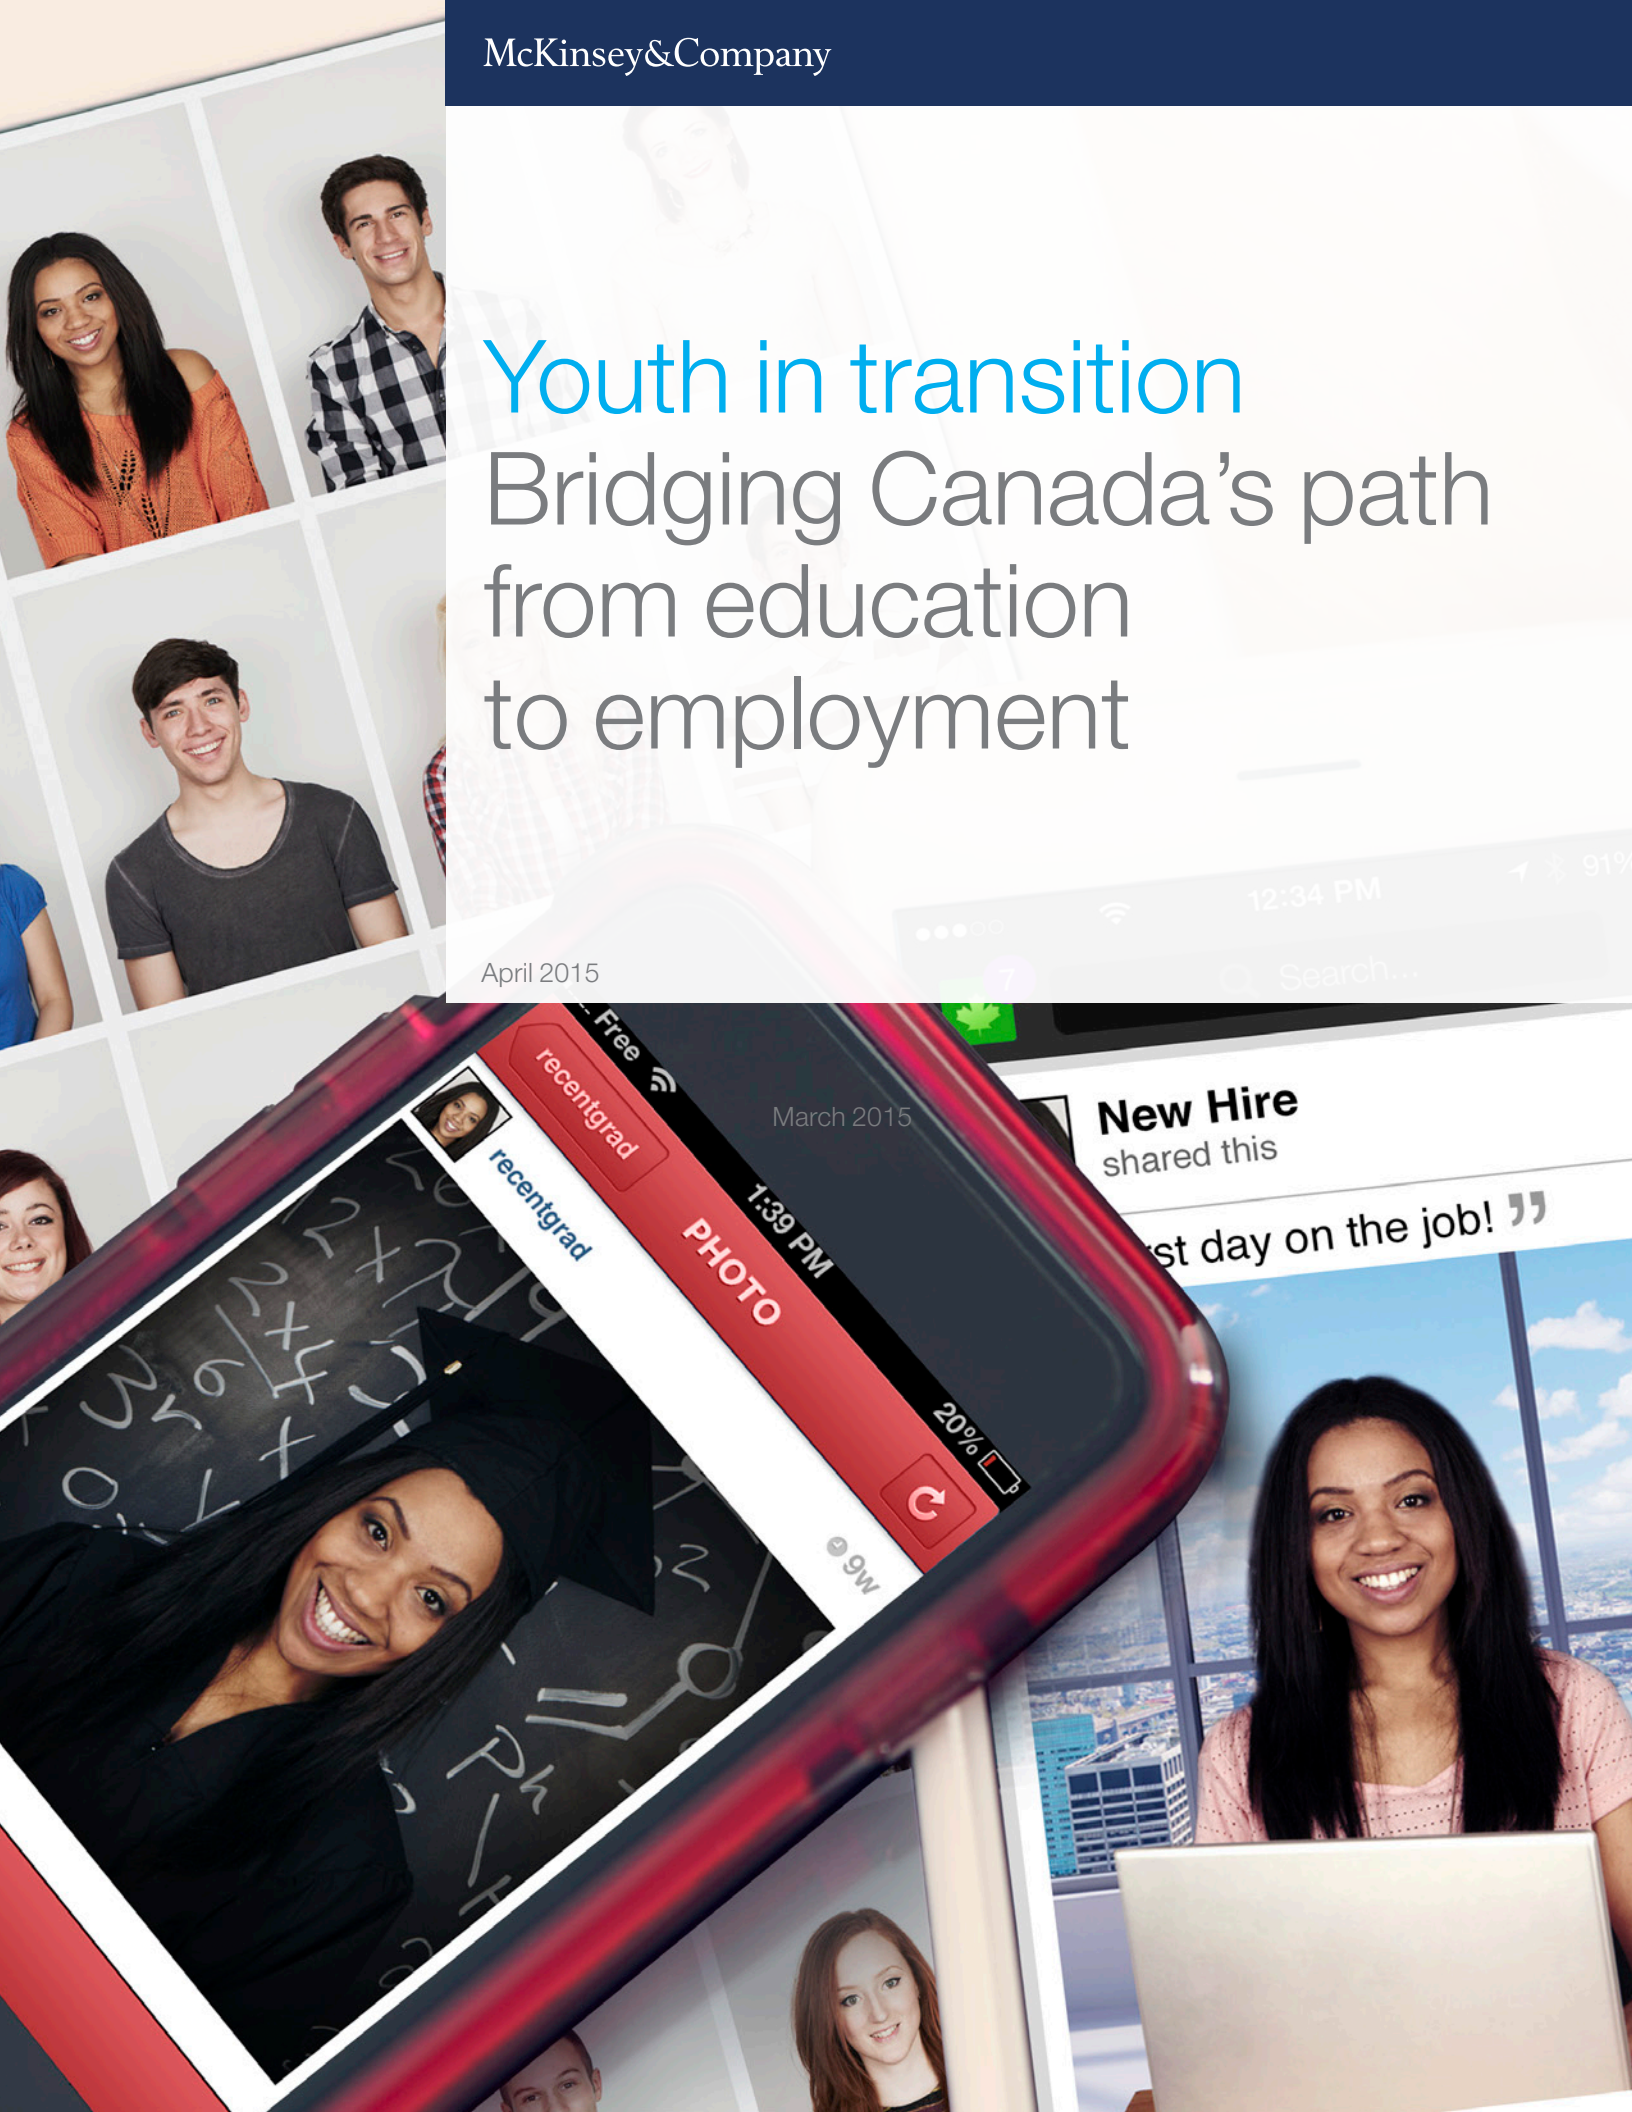 McKinsey&Company
Youth in transition
Bridging Canada's path
from education
to employment
12:34 PM
91%
7
Search...
April 2015
Free
recentgrad
recentgrad
March 2015
1:39 PM
PHOTO
20%
9w
New Hire
shared this
day on the job! ”